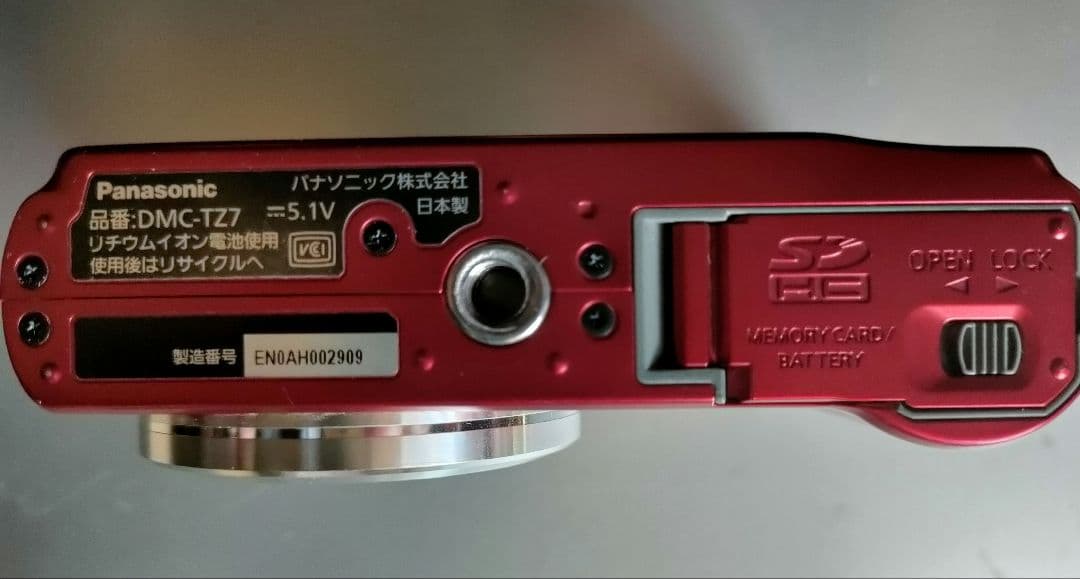 Panasonic
パナソニック株式会社
品番:DMC-TZ7 ⎓5.1V
日本製
リチウムイオン電池使用
使用後はリサイクルへ
VCI
製造番号 EN0AH002909
SD
HC
MEMORY CARD/
BATTERY
OPEN LOCK
◀ ▶